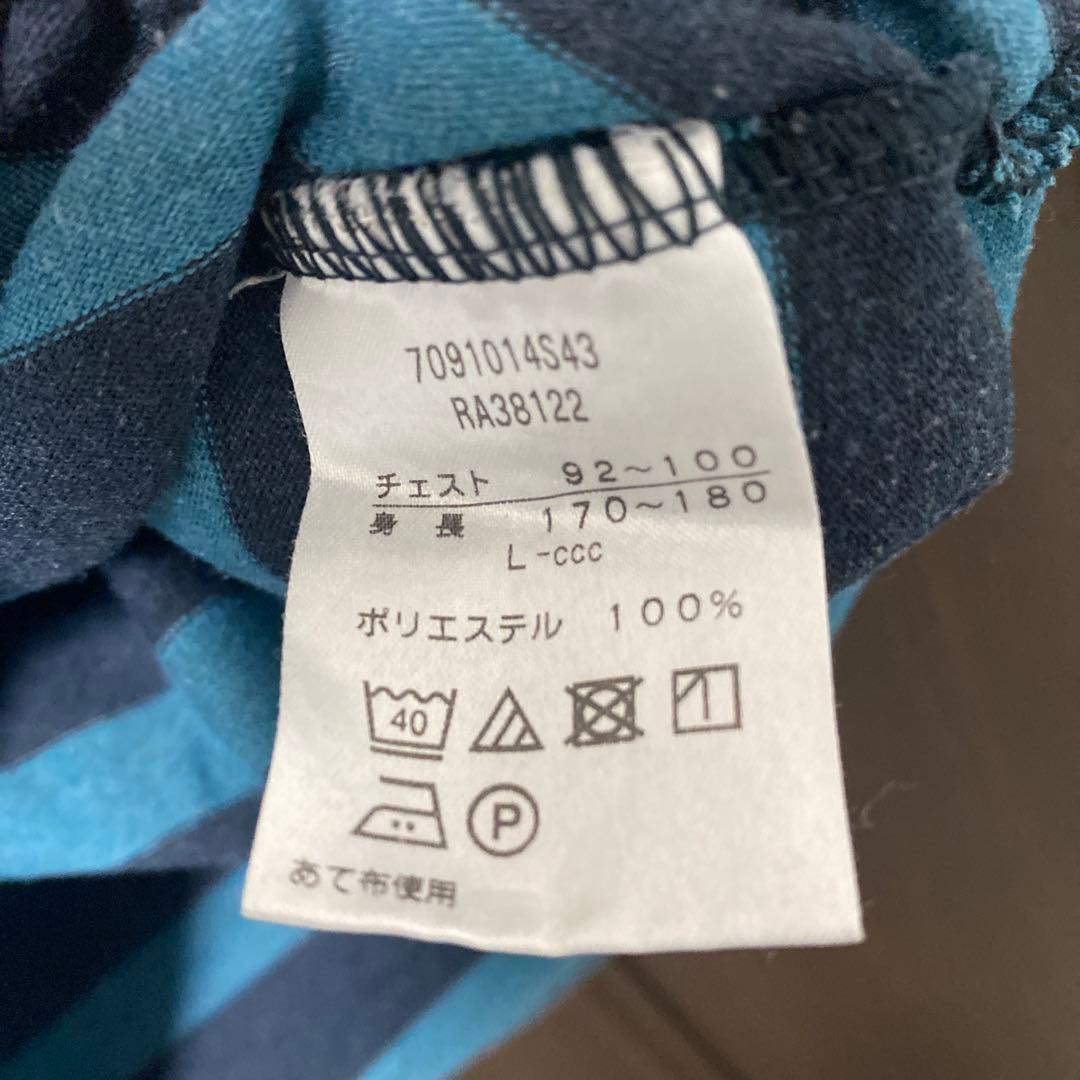 7091014S43
RA38122
チェスト 92～100
身長 170～180
L-ccc
ポリエステル 100%
40
P
あて布使用